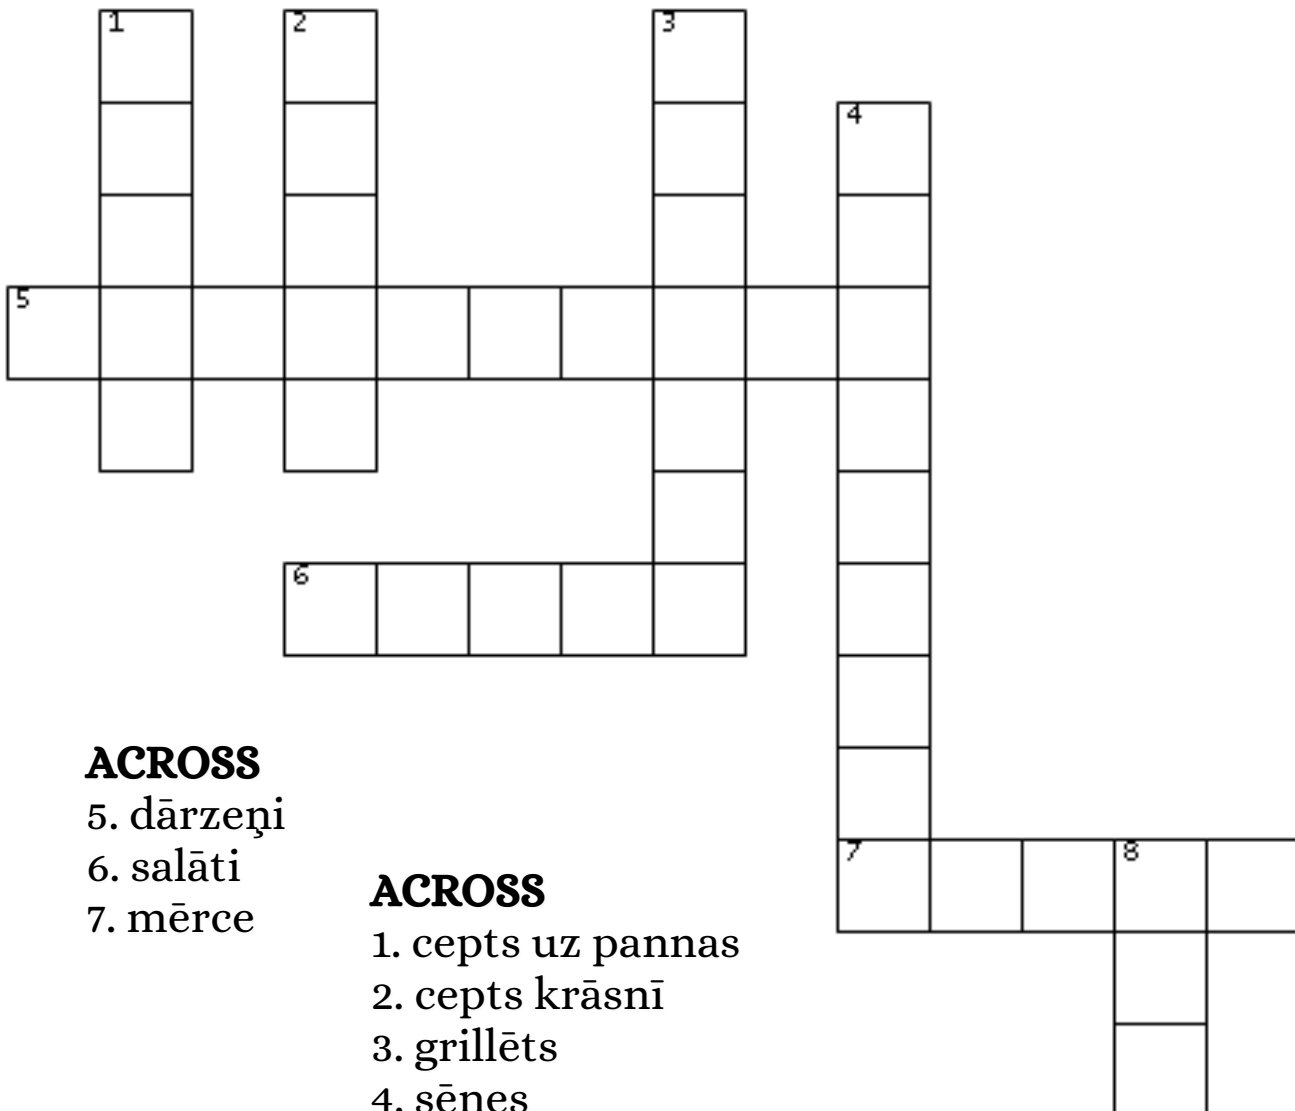 1
2
3
4
5
6
7
8
ACROSS
5. dārzeņi
6. salāti
7. mērce
ACROSS
1. cepts uz pannas
2. cepts krāsnī
3. grillēts
4. sēnes